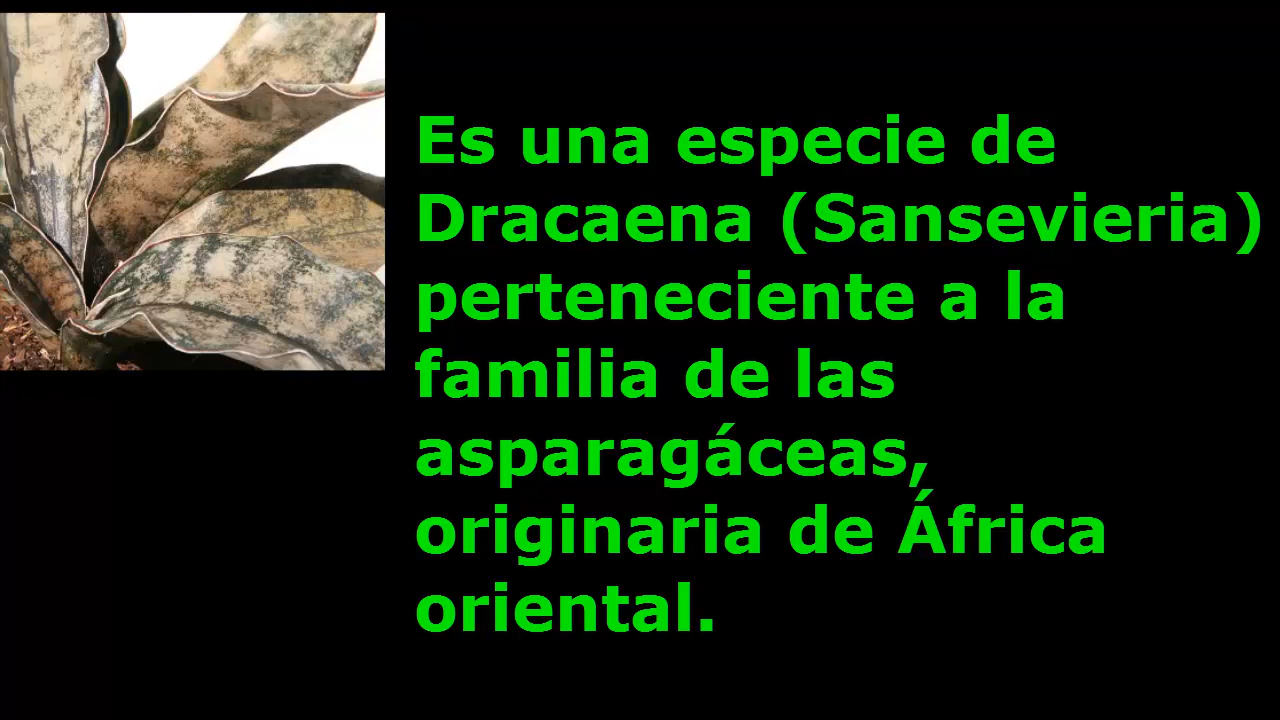 Es una especie de
Dracaena (Sansevieria)
perteneciente a la
familia de las
asparagáceas,
originaria de África
oriental.